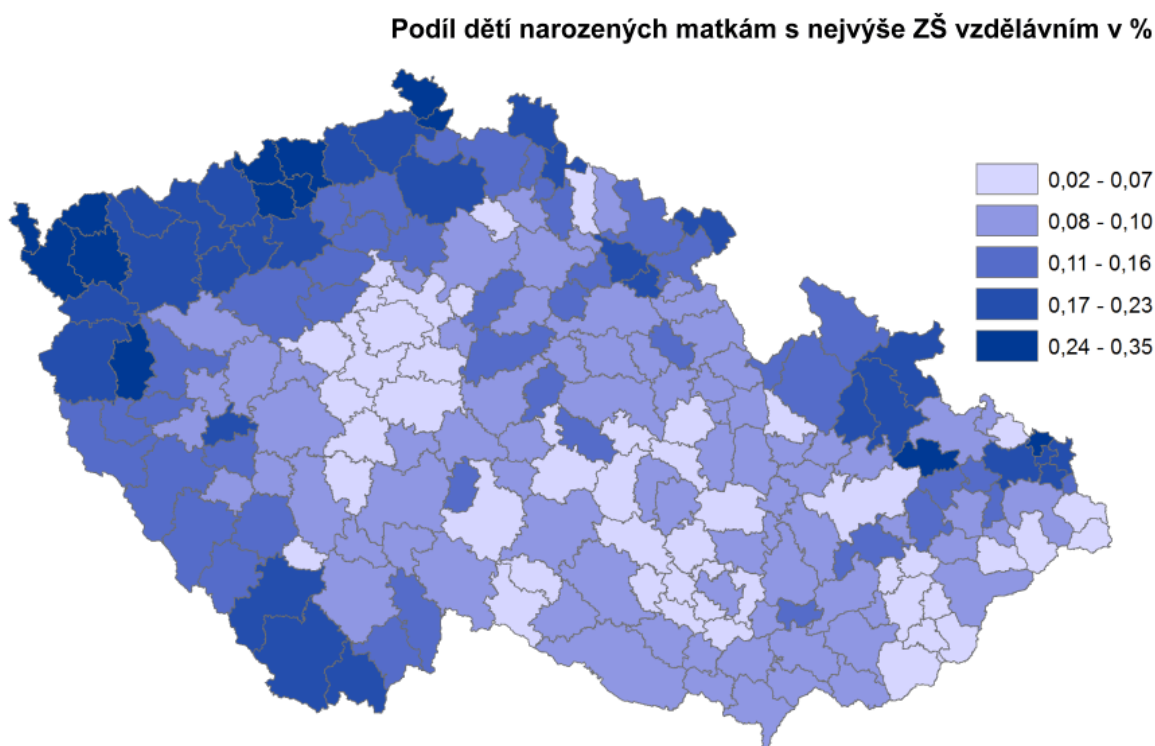 Podíl dětí narozených matkám s nejvýše ZŠ vzdělávním v %
0,02 - 0,07
0,08 - 0,10
0,11 - 0,16
0,17 - 0,23
0,24 - 0,35